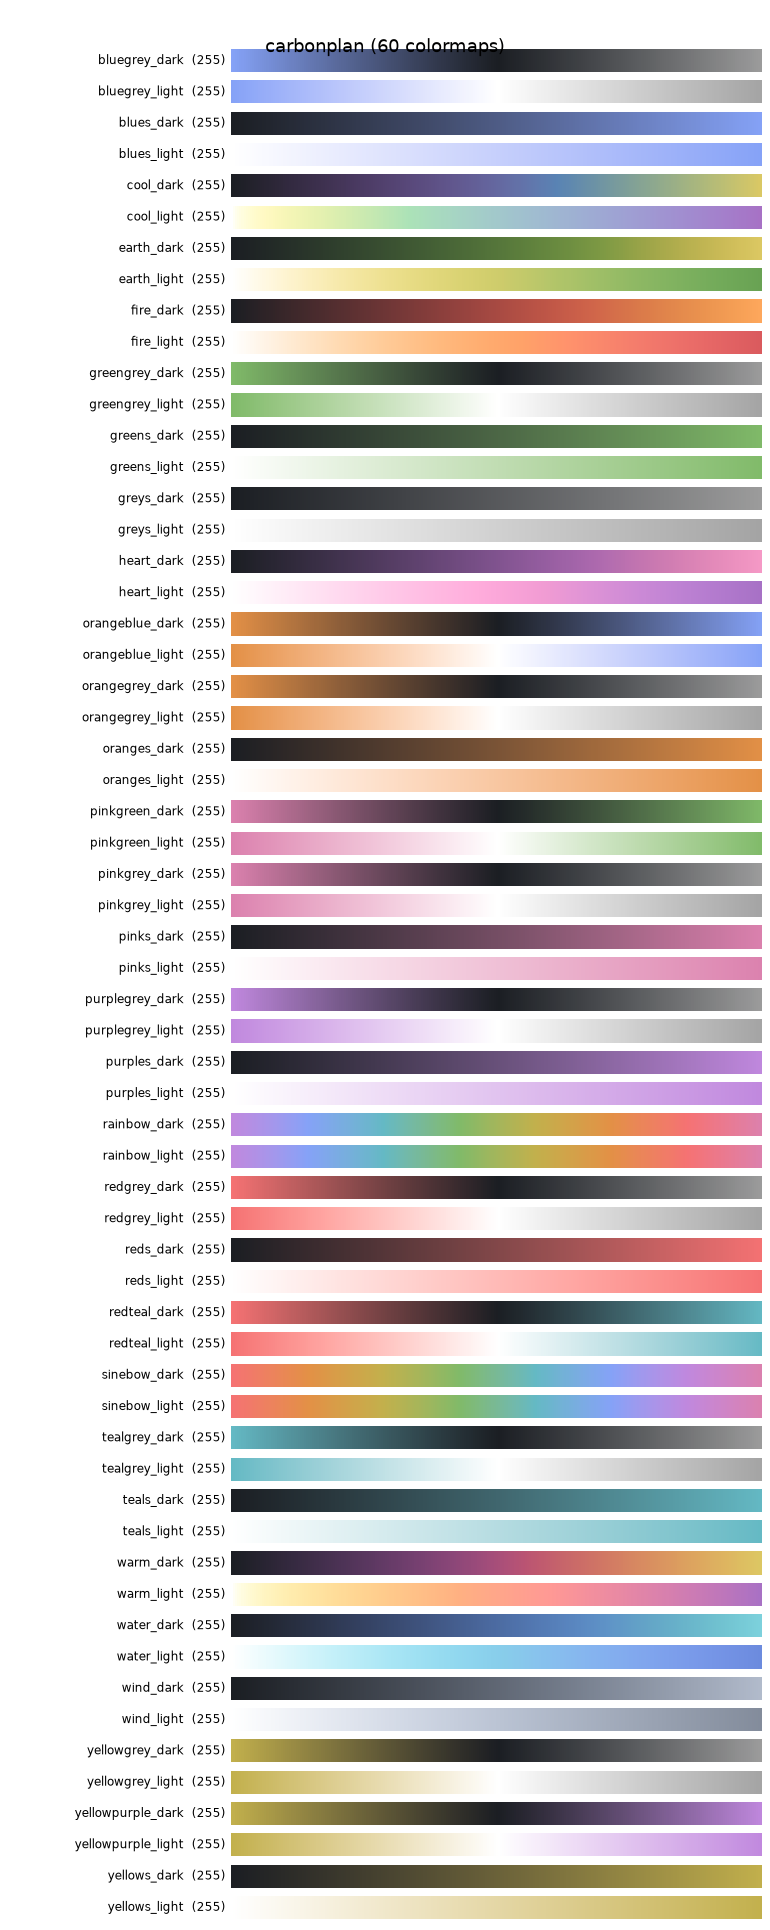 carbonplan (60 colormaps)
bluegrey_dark (255)
bluegrey_light (255)
blues_dark (255)
blues_light (255)
cool_dark (255)
cool_light (255)
earth_dark (255)
earth_light (255)
fire_dark (255)
fire_light (255)
greengrey_dark (255)
greengrey_light (255)
greens_dark (255)
greens_light (255)
greys_dark (255)
greys_light (255)
heart_dark (255)
heart_light (255)
orangeblue_dark (255)
orangeblue_light (255)
orangegrey_dark (255)
orangegrey_light (255)
oranges_dark (255)
oranges_light (255)
pinkgreen_dark (255)
pinkgreen_light (255)
pinkgrey_dark (255)
pinkgrey_light (255)
pinks_dark (255)
pinks_light (255)
purplegrey_dark (255)
purplegrey_light (255)
purples_dark (255)
purples_light (255)
rainbow_dark (255)
rainbow_light (255)
redgrey_dark (255)
redgrey_light (255)
reds_dark (255)
reds_light (255)
redteal_dark (255)
redteal_light (255)
sinebow_dark (255)
sinebow_light (255)
tealgrey_dark (255)
tealgrey_light (255)
teals_dark (255)
teals_light (255)
warm_dark (255)
warm_light (255)
water_dark (255)
water_light (255)
wind_dark (255)
wind_light (255)
yellowgrey_dark (255)
yellowgrey_light (255)
yellowpurple_dark (255)
yellowpurple_light (255)
yellows_dark (255)
yellows_light (255)